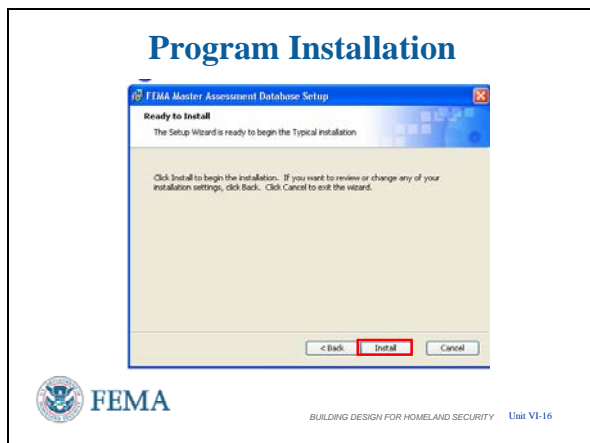 Program Installation
FEMA Master Assessment Database Setup
Ready to Install
The Setup Wizard is ready to begin the Typical installation
Click Install to begin the installation. If you want to review or change any of your
installation settings, click Back. Click Cancel to exit the wizard.
< Back Install Cancel
FEMA
BUILDING DESIGN FOR HOMELAND SECURITY Unit VI-16